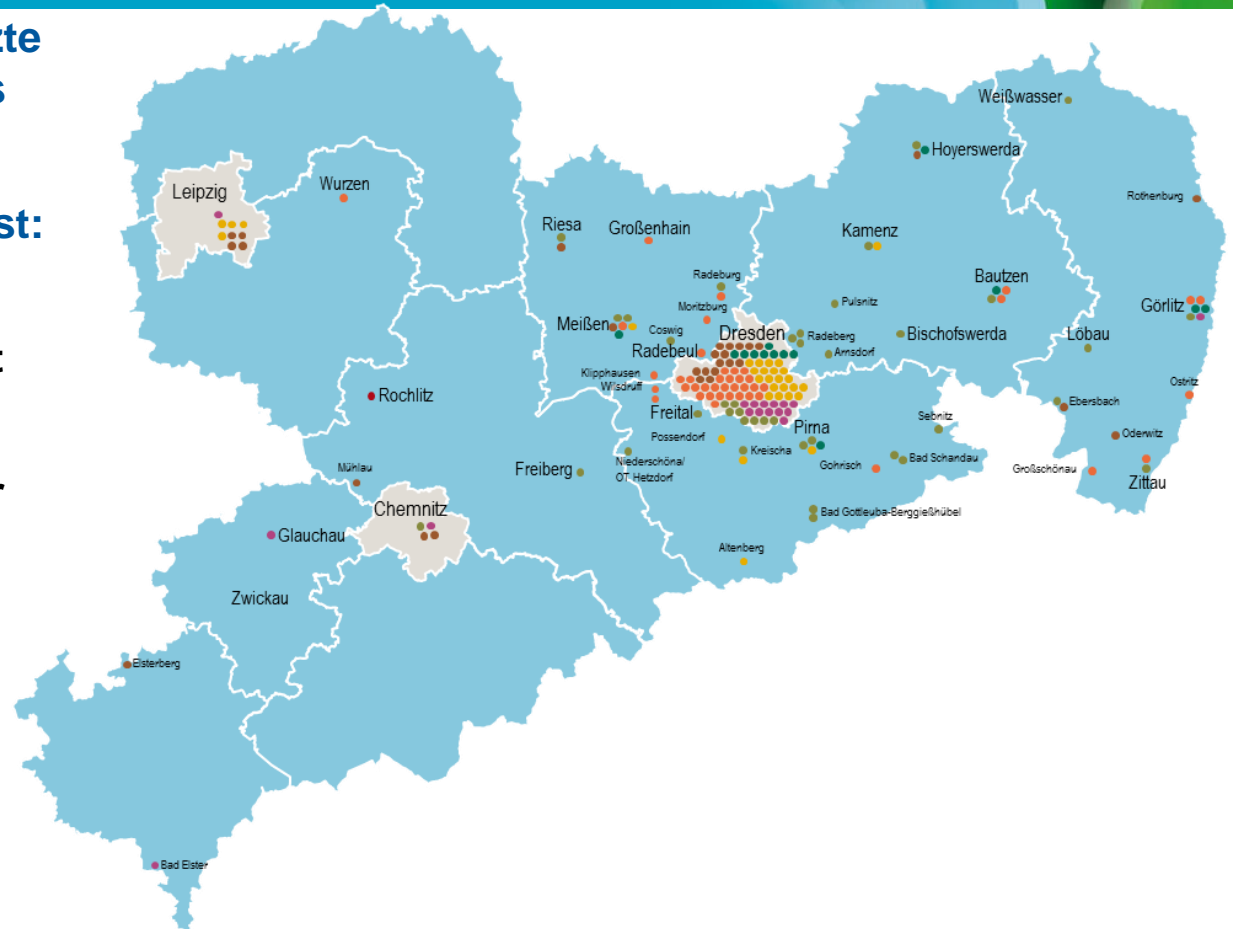 zte
s
st:
t
r
Weißwasser
Hoyerswerda
Leipzig
Wurzen
Rothenburg
Riesa
Großenhain
Kamenz
Radeburg
Bautzen
Moritzburg
Pulsnitz
Görlitz
Meißen
Coswig
Dresden
Radeberg
Bischofswerda
Löbau
Radebeul
Arnsdorf
Klipphausen
Wilsdruff
Ostritz
Rochlitz
Freital
Sebnitz
Ebersbach
Pirna
Possendorf
Oderwitz
Kreischa
Bad Schandau
Mühlau
Freiberg
Niederschöna/
OT Hetzdorf
Gohrisch
Großschönau
Zittau
Chemnitz
Bad Gottleuba-Berggießhübel
Glauchau
Altenberg
Zwickau
Elsterberg
Bad Elster